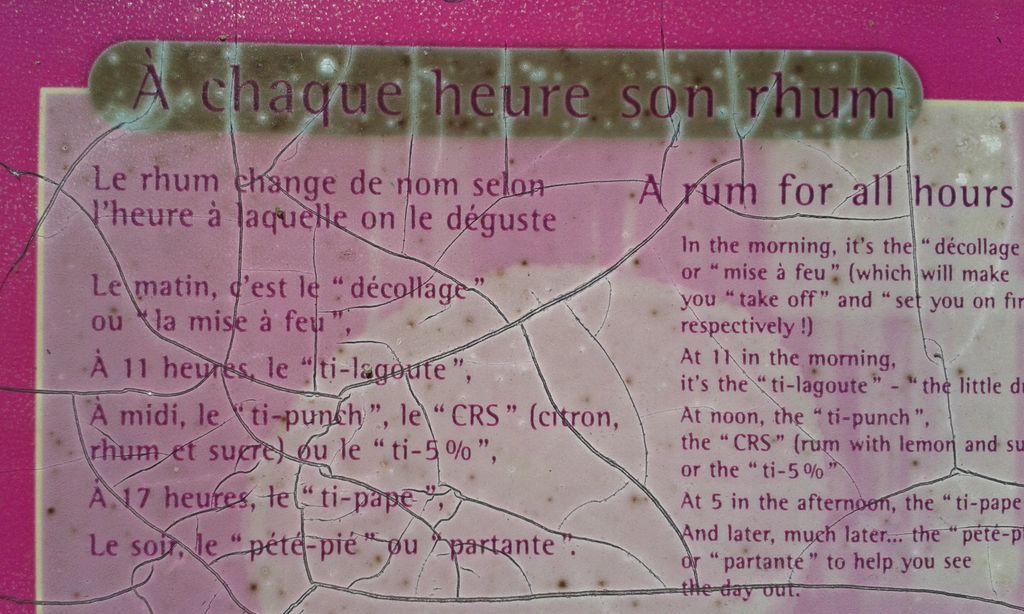 À chaque heure son rhum
Le rhum change de nom selon
l'heure à laquelle on le déguste
Le matin, c'est le “décollage”
ou “la mise à feu”,
À 11 heures, le “ti-lagoute”,
À midi, le “ti-punch”, le “CRS” (citron,
rhum et sucre) ou le “ti-5%”,
À 17 heures, le “ti-pape”,
Le soir, le “pété-pié” ou “partante”.
A rum for all hours
In the morning, it's the “décollage
or “mise à feu” (which will make
you “take off” and “set you on fir
respectively !)
At 11 in the morning,
it's the “ti-lagoute” - “the little d
At noon, the “ti-punch”,
the “CRS” (rum with lemon and su
or the “ti-5%”
At 5 in the afternoon, the “ti-pape
And later, much later... the “pété-p
or “partante” to help you see
the day out.